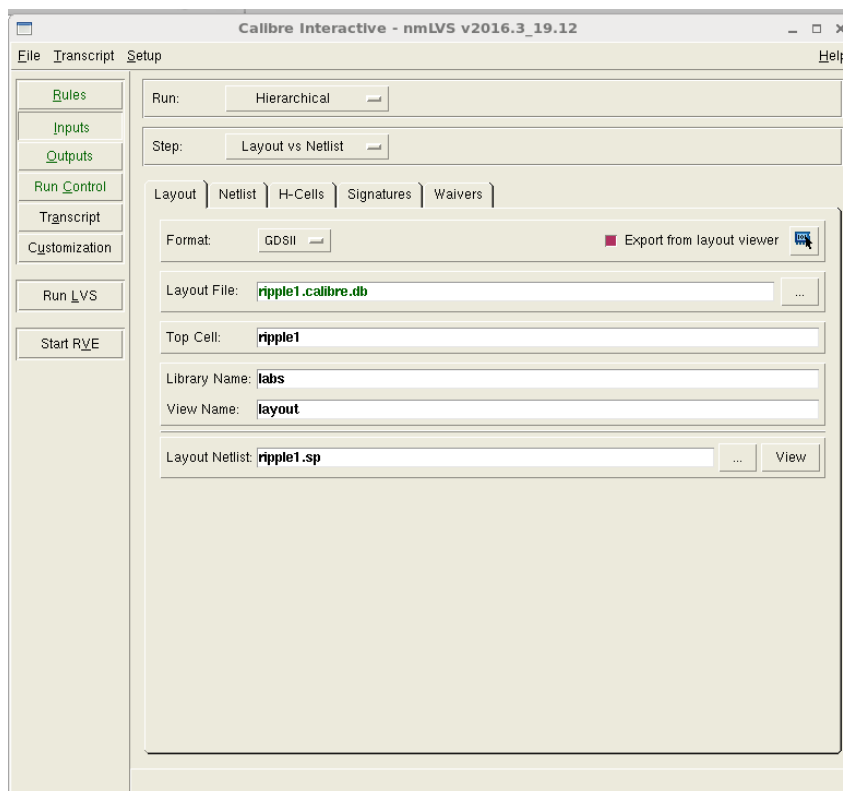 Calibre Interactive - nmLVS v2016.3_19.12
File Transcript Setup Help
Rules
Inputs
Outputs
Run Control
Transcript
Customization
Run LVS
Start RVE
Run: Hierarchical
Step: Layout vs Netlist
Layout Netlist H-Cells Signatures Waivers
Format: GDSII Export from layout viewer
Layout File: ripple1.calibre.db ...
Top Cell: ripple1
Library Name: labs
View Name: layout
Layout Netlist: ripple1.sp ... View